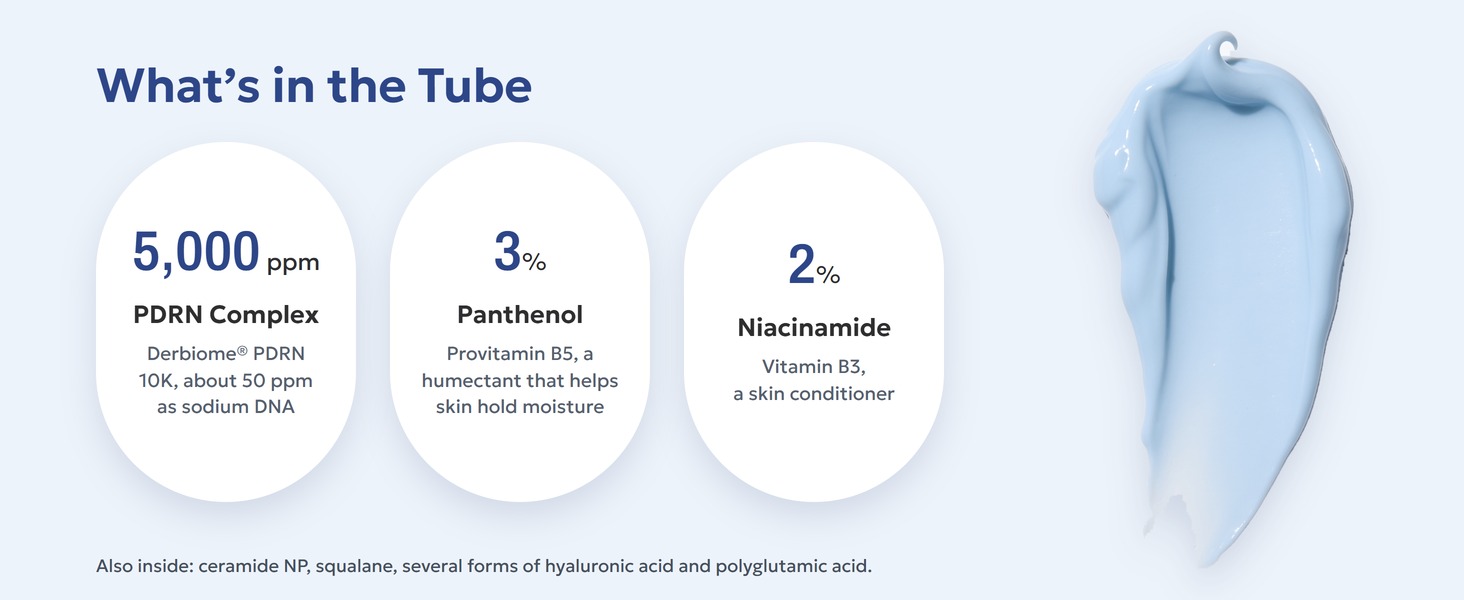 What’s in the Tube
5,000 ppm
PDRN Complex
Derbiome® PDRN
10K, about 50 ppm
as sodium DNA
3%
Panthenol
Provitamin B5, a
humectant that helps
skin hold moisture
2%
Niacinamide
Vitamin B3,
a skin conditioner
Also inside: ceramide NP, squalane, several forms of hyaluronic acid and polyglutamic acid.